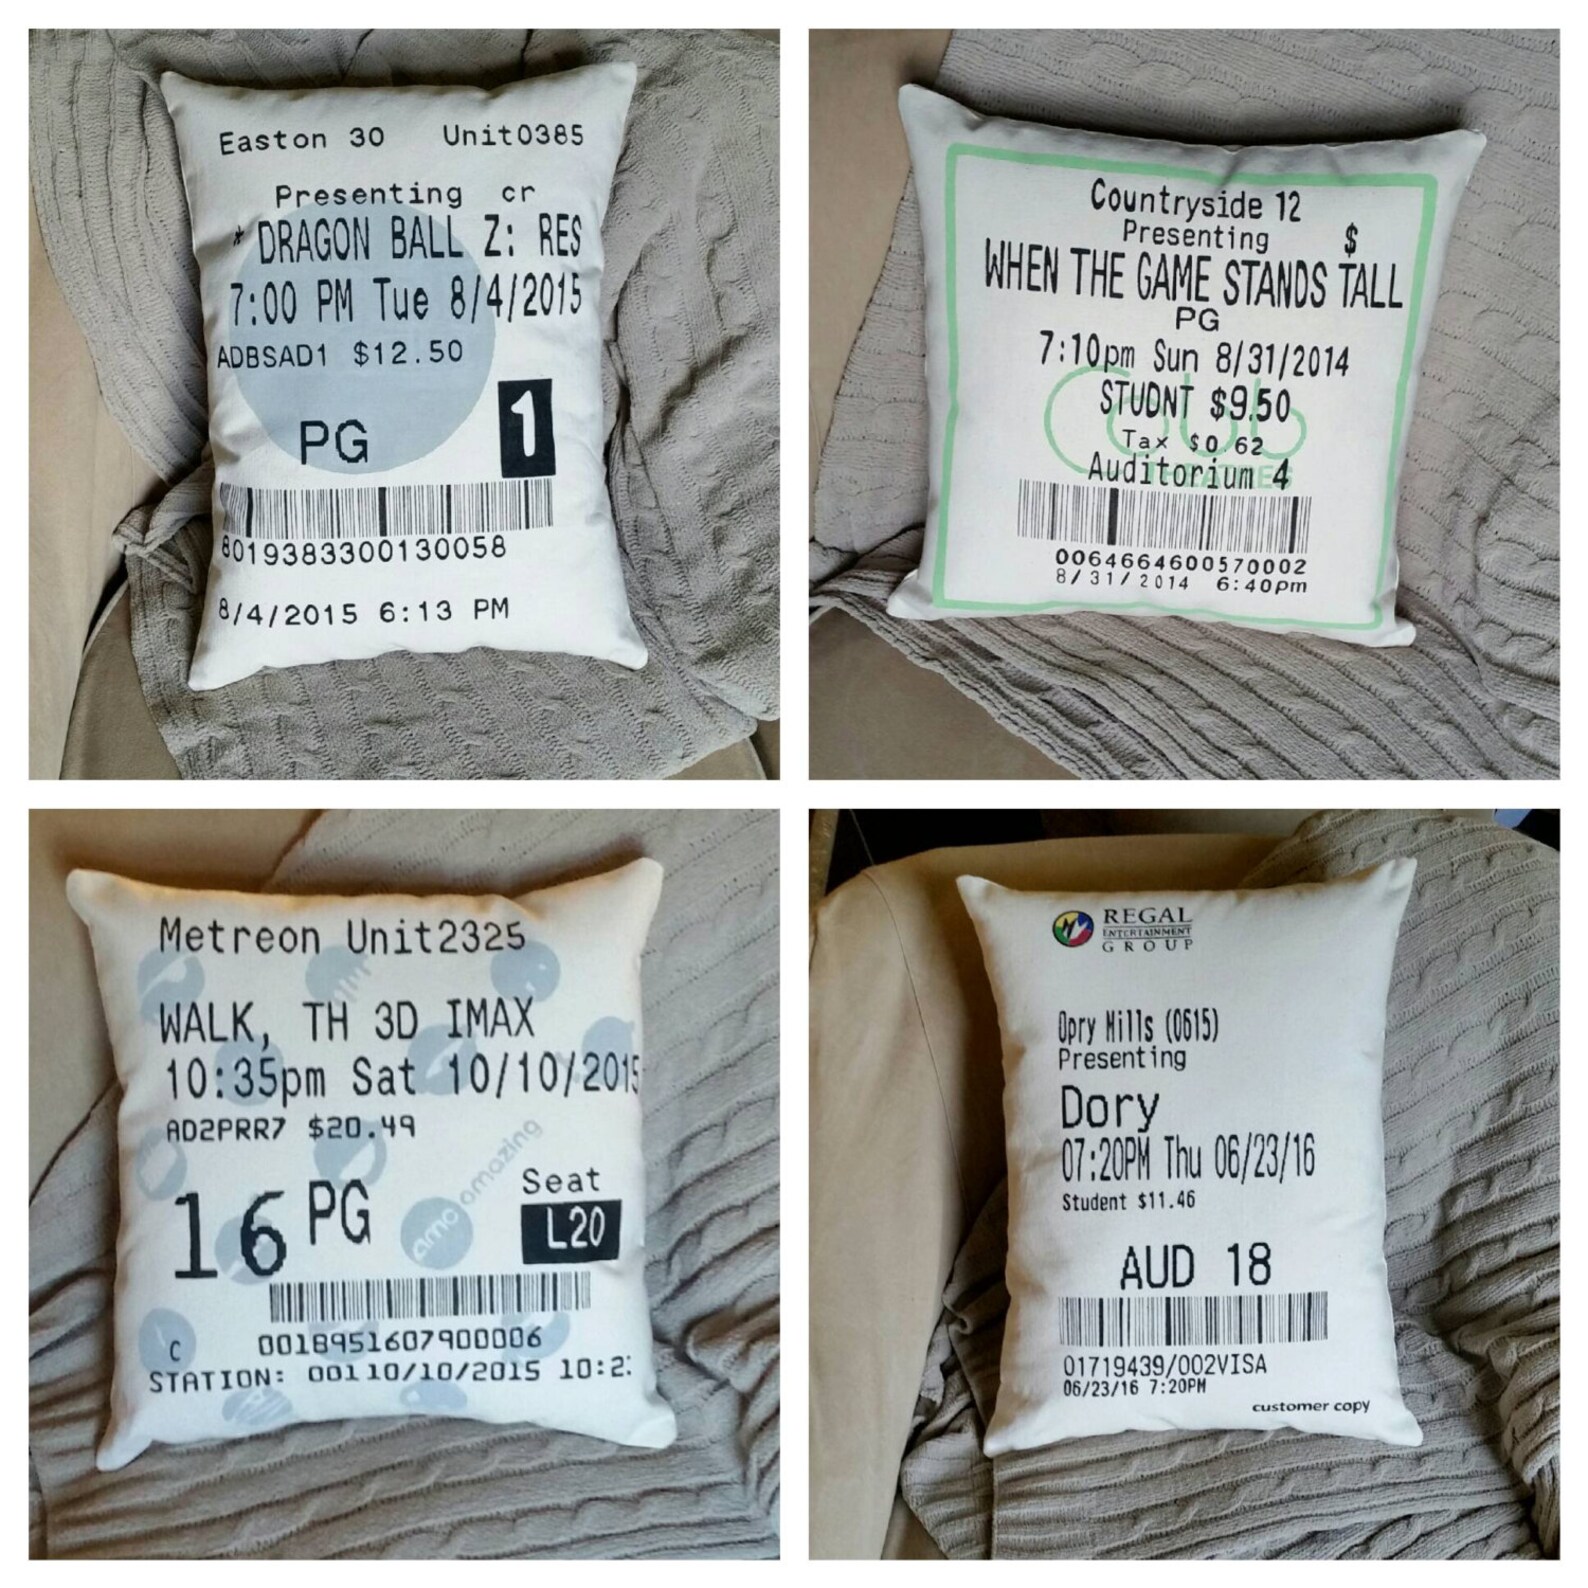 Easton 30 Unit0385
Presenting cr
* DRAGON BALL Z: RES
7:00 PM Tue 8/4/2015
ADBSAD1 $12.50
PG 1
8019383300130058
8/4/2015 6:13 PM
Countryside 12
Presenting $
WHEN THE GAME STANDS TALL
PG
7:10pm Sun 8/31/2014
STUDNT $9.50
Cobb
Tax $0.62
Auditorium 4
0064664600570002
8/31/2014 6:40pm
Metreon Unit2325
WALK, TH 3D IMAX
10:35pm Sat 10/10/2015
AD2PRR7 $20.49
amc amazing
Seat
16 PG L20
C 0018951607900006
STATION: 00110/10/2015 10:2
REGAL
ENTERTAINMENT
GROUP
Opry Mills (0615)
Presenting
Dory
07:20PM Thu 06/23/16
Student $11.46
AUD 18
01719439/002VISA
06/23/16 7:20PM
customer copy